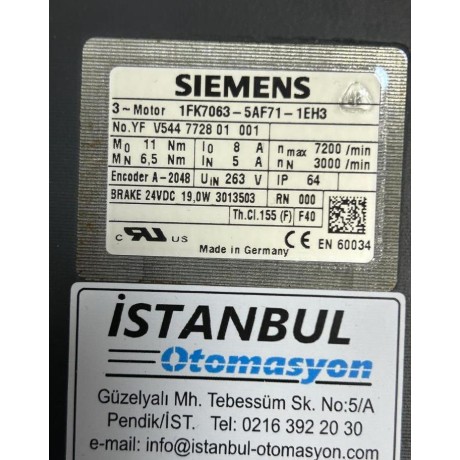 SIEMENS
3~Motor 1FK7063-5AF71-1EH3
No.YF V544 7728 01 001
M0 11 Nm I0 8 A nmax 7200 /min
MN 6,5 Nm IN 5 A nN 3000 /min
Encoder A-2048 UIN 263 V IP 64
BRAKE 24VDC 19,0W 3013503 RN 000
Th.Cl.155 (F) F40
c RU US CE EN 60034
Made in Germany
İSTANBUL
Otomasyon
Güzelyalı Mh. Tebessüm Sk. No:5/A
Pendik/İST. Tel: 0216 392 20 30
e-mail: info@istanbul-otomasyon.com